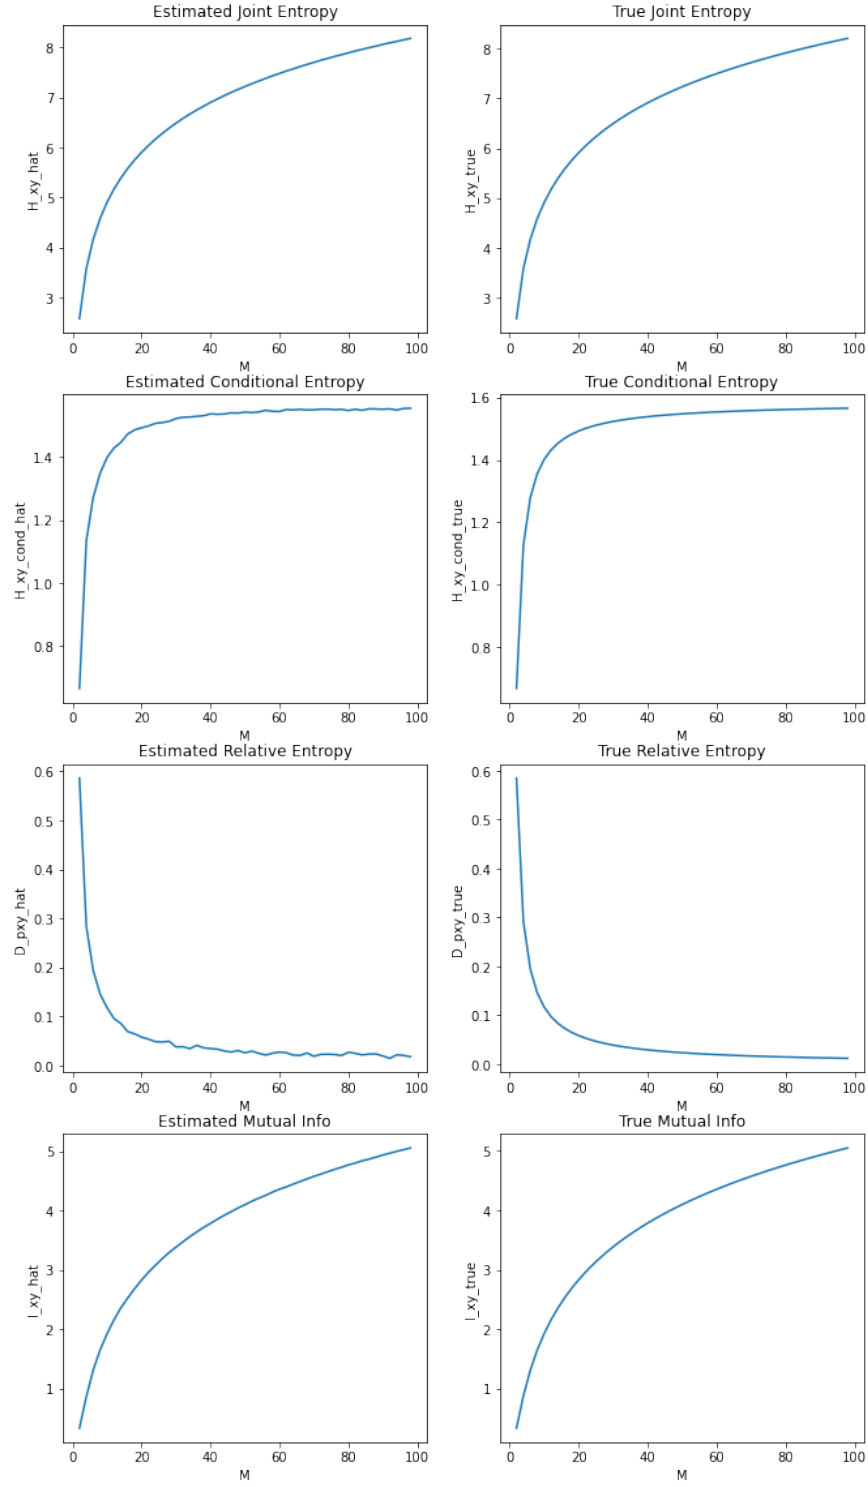 Estimated Joint Entropy
True Joint Entropy
H_xy_hat
8
7
6
5
4
3
0 20 40 60 80 100
M
H_xy_true
8
7
6
5
4
3
0 20 40 60 80 100
M
Estimated Conditional Entropy
True Conditional Entropy
H_xy_cond_hat
1.4
1.2
1.0
0.8
0 20 40 60 80 100
M
H_xy_cond_true
1.6
1.4
1.2
1.0
0.8
0 20 40 60 80 100
M
Estimated Relative Entropy
True Relative Entropy
D_pxy_hat
0.6
0.5
0.4
0.3
0.2
0.1
0.0
0 20 40 60 80 100
M
D_pxy_true
0.6
0.5
0.4
0.3
0.2
0.1
0.0
0 20 40 60 80 100
M
Estimated Mutual Info
True Mutual Info
I_xy_hat
5
4
3
2
1
0 20 40 60 80 100
M
I_xy_true
5
4
3
2
1
0 20 40 60 80 100
M